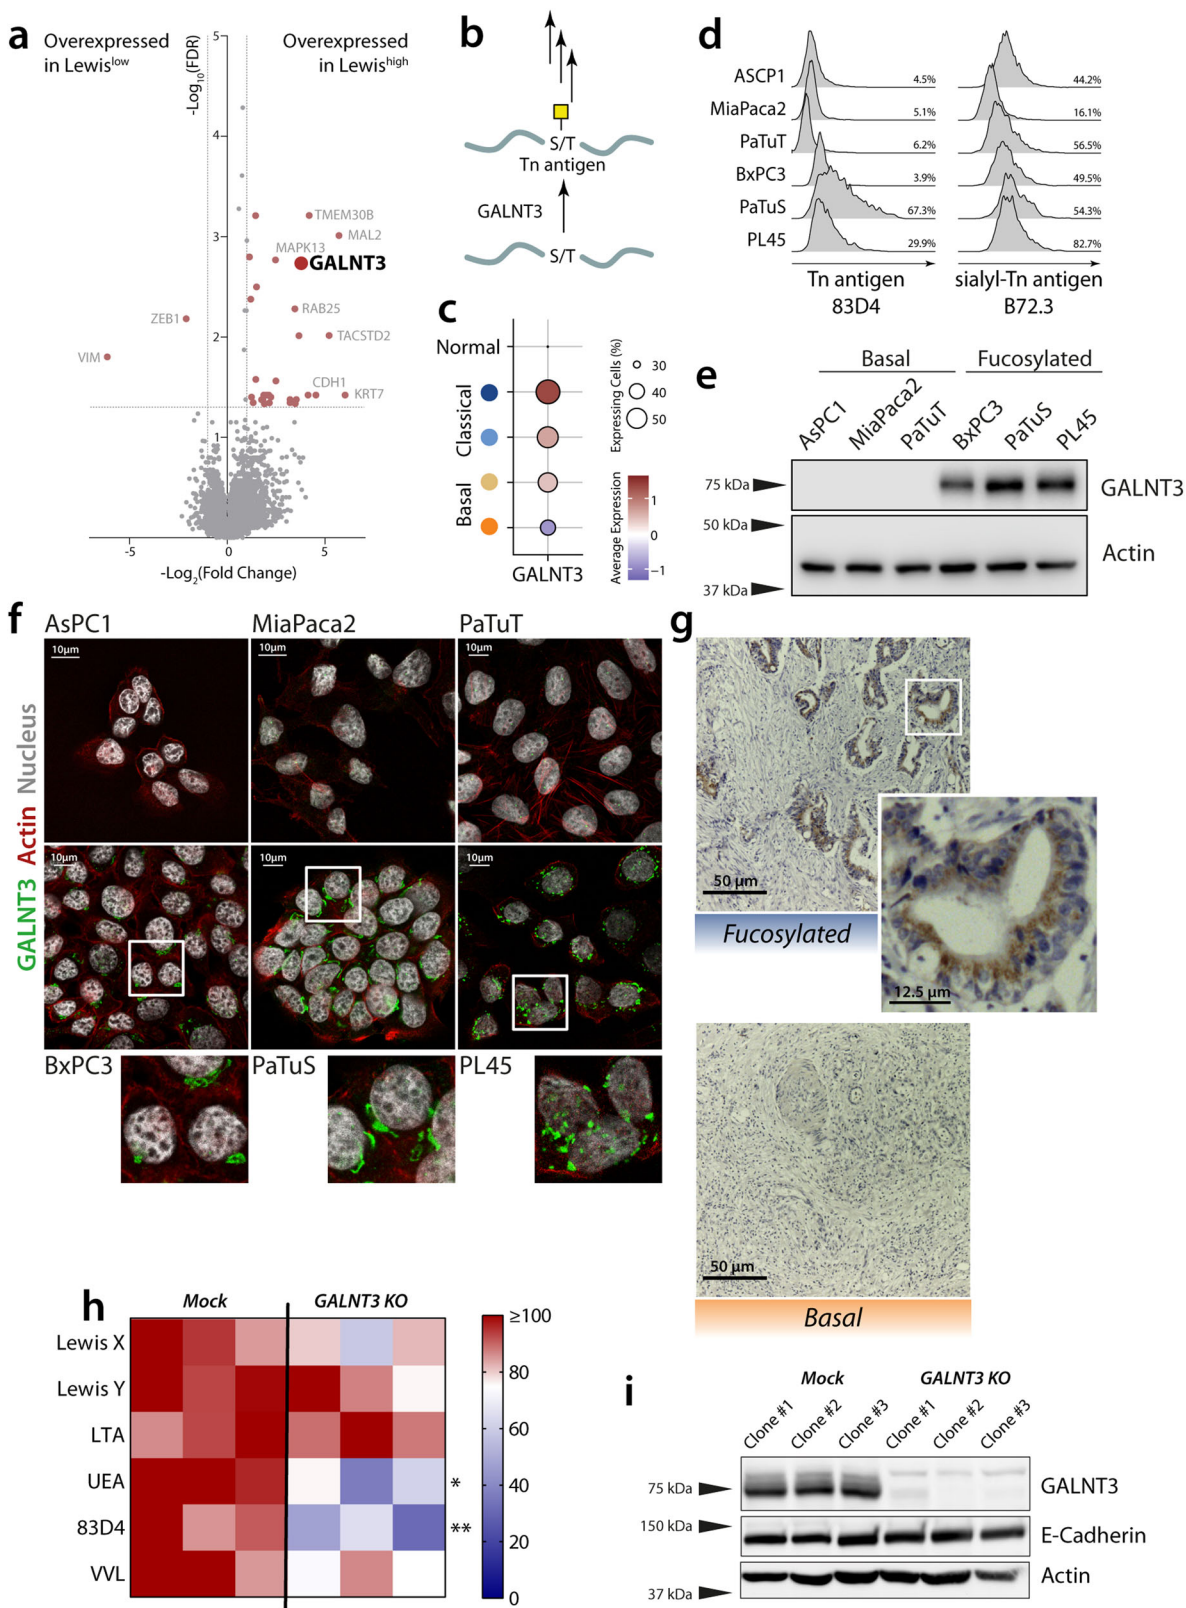 a
Overexpressed
in Lewis^low
Overexpressed
in Lewis^high
-Log10(FDR)
5
4
3
2
1
TMEM30B
MAL2
MAPK13
GALNT3
ZEB1
RAB25
VIM
TACSTD2
CDH1
KRT7
-5
0
5
-Log2(Fold Change)
b
S/T
Tn antigen
GALNT3
S/T
c
Normal
Classical
Basal
GALNT3
Expressing Cells (%)
30
40
50
Average Expression
1
0
−1
d
ASCP1
4.5%
44.2%
MiaPaca2
5.1%
16.1%
PaTuT
6.2%
56.5%
BxPC3
3.9%
49.5%
PaTuS
67.3%
54.3%
PL45
29.9%
82.7%
Tn antigen
83D4
sialyl-Tn antigen
B72.3
e
Basal
Fucosylated
AsPC1
MiaPaca2
PaTuT
BxPC3
PaTuS
PL45
75 kDa
GALNT3
50 kDa
Actin
37 kDa
f
GALNT3 Actin Nucleus
AsPC1
MiaPaca2
PaTuT
10μm
10μm
10μm
10μm
10μm
10μm
BxPC3
PaTuS
PL45
g
50 μm
Fucosylated
12.5 μm
50 μm
Basal
h
Mock
GALNT3 KO
Lewis X
Lewis Y
LTA
UEA
*
83D4
**
VVL
≥100
80
60
40
20
0
i
Mock
GALNT3 KO
Clone #1
Clone #2
Clone #3
Clone #1
Clone #2
Clone #3
75 kDa
GALNT3
150 kDa
E-Cadherin
Actin
37 kDa